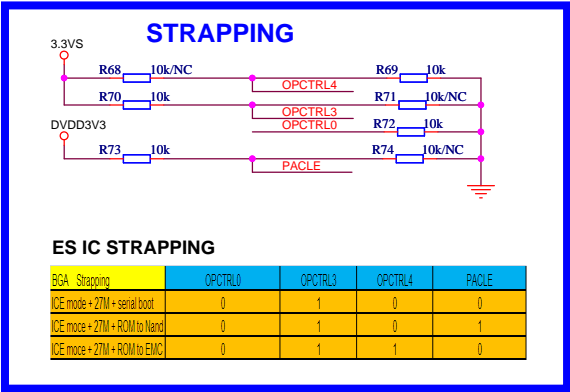 STRAPPING
3.3VS
R68 10k/NC R69 10k
OPCTRL4
R70 10k R71 10k/NC
OPCTRL3
OPCTRL0 R72 10k
DVDD3V3
R73 10k R74 10k/NC
PACLE
ES IC STRAPPING
BGA Strapping OPCTRL0 OPCTRL3 OPCTRL4 PACLE
ICE mode + 27M + serial boot 0 1 0 0
ICE moce + 27M + ROM to Nand 0 1 0 1
ICE moce + 27M + ROM to EMC 0 1 1 0